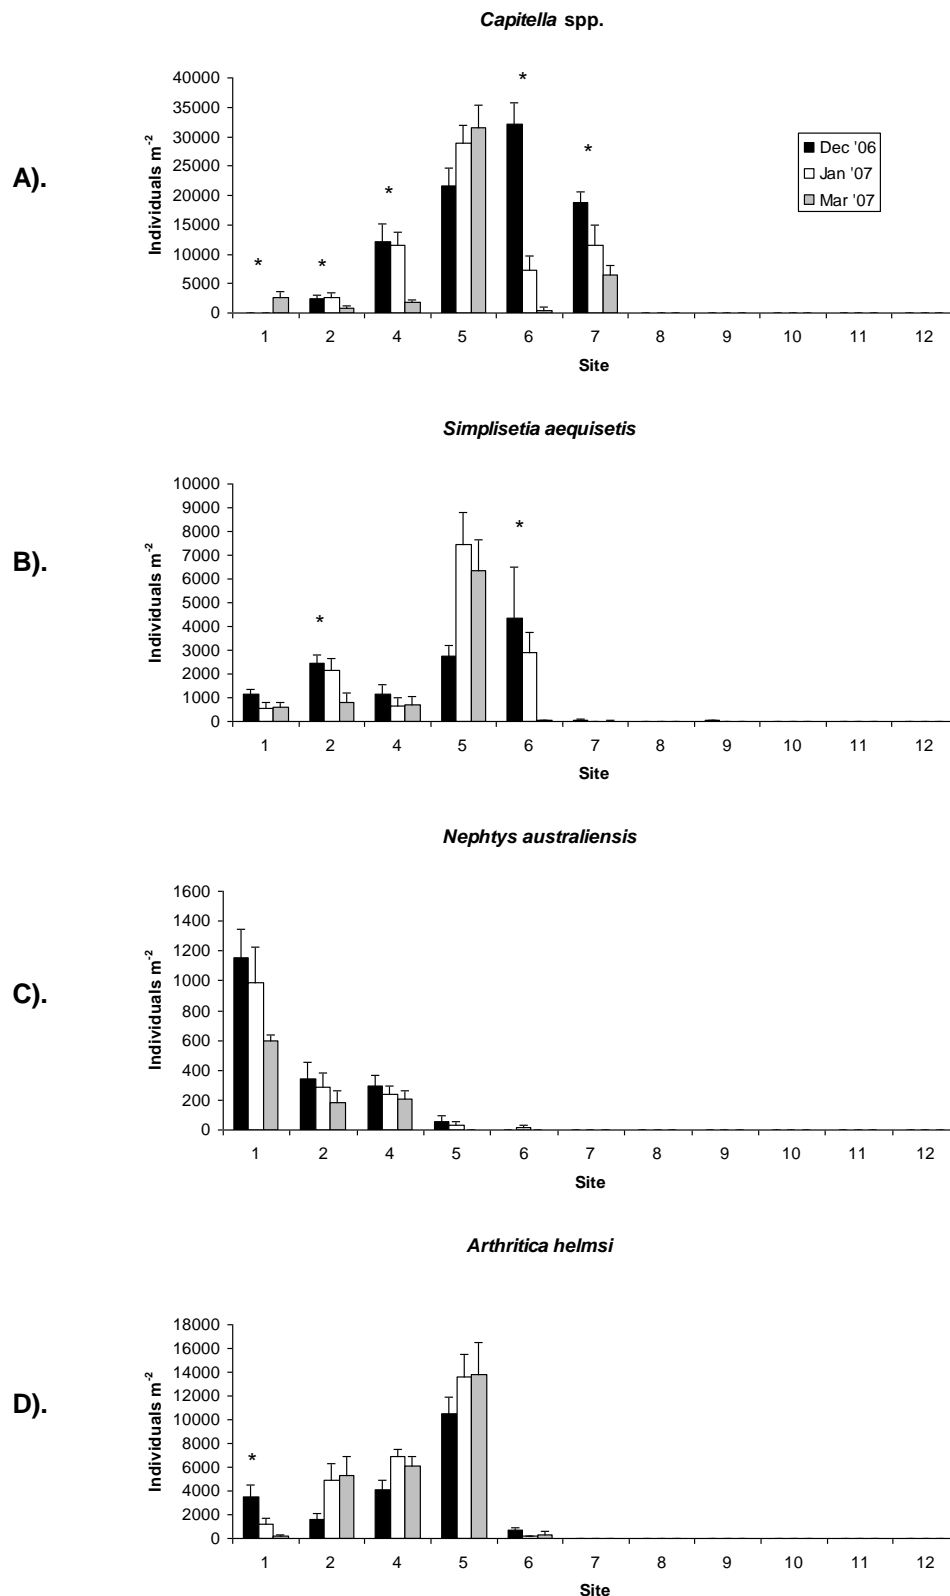 Capitella spp.
A).
Individuals m-2
40000
35000
30000
25000
20000
15000
10000
5000
0
* * * * *
Dec '06
Jan '07
Mar '07
1 2 4 5 6 7 8 9 10 11 12
Site
Simplisetia aequisetis
B).
Individuals m-2
10000
9000
8000
7000
6000
5000
4000
3000
2000
1000
0
* *
1 2 4 5 6 7 8 9 10 11 12
Site
Nephtys australiensis
C).
Individuals m-2
1600
1400
1200
1000
800
600
400
200
0
1 2 4 5 6 7 8 9 10 11 12
Site
Arthritica helmsi
D).
Individuals m-2
18000
16000
14000
12000
10000
8000
6000
4000
2000
0
*
1 2 4 5 6 7 8 9 10 11 12
Site